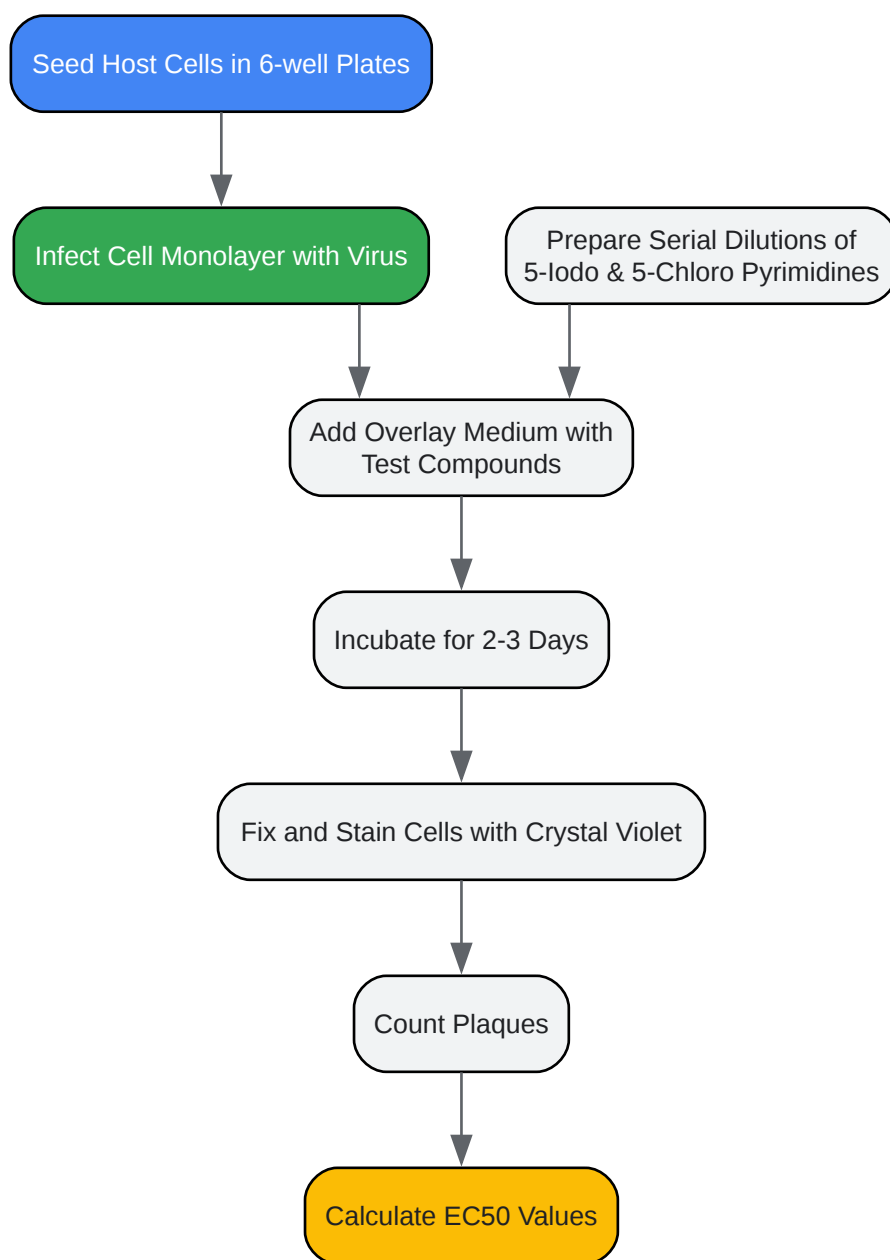 Seed Host Cells in 6-well Plates
Infect Cell Monolayer with Virus
Prepare Serial Dilutions of
5-Iodo & 5-Chloro Pyrimidines
Add Overlay Medium with
Test Compounds
Incubate for 2-3 Days
Fix and Stain Cells with Crystal Violet
Count Plaques
Calculate EC50 Values